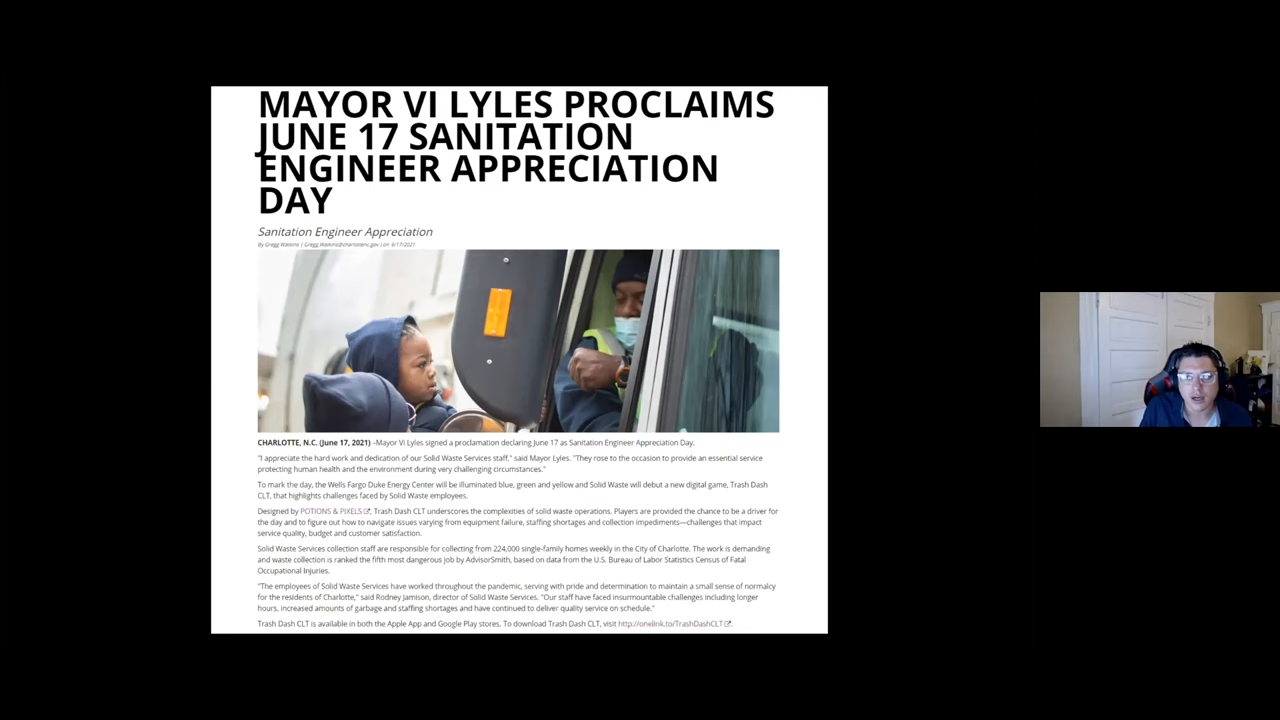 MAYOR VI LYLES PROCLAIMS
JUNE 17 SANITATION
ENGINEER APPRECIATION
DAY
Sanitation Engineer Appreciation
By Gregg Watkins | Gregg.Watkins@charlottenc.gov | on 6/17/2021
CHARLOTTE, N.C. (June 17, 2021) –Mayor Vi Lyles signed a proclamation declaring June 17 as Sanitation Engineer Appreciation Day.
"I appreciate the hard work and dedication of our Solid Waste Services staff," said Mayor Lyles. "They rose to the occasion to provide an essential service
protecting human health and the environment during very challenging circumstances."
To mark the day, the Wells Fargo Duke Energy Center will be illuminated blue, green and yellow and Solid Waste will debut a new digital game, Trash Dash
CLT, that highlights challenges faced by Solid Waste employees.
Designed by POTIONS & PIXELS, Trash Dash CLT underscores the complexities of solid waste operations. Players are provided the chance to be a driver for
the day and to figure out how to navigate issues varying from equipment failure, staffing shortages and collection impediments—challenges that impact
service quality, budget and customer satisfaction.
Solid Waste Services collection staff are responsible for collecting from 224,000 single-family homes weekly in the City of Charlotte. The work is demanding
and waste collection is ranked the fifth most dangerous job by AdvisorSmith, based on data from the U.S. Bureau of Labor Statistics Census of Fatal
Occupational Injuries.
"The employees of Solid Waste Services have worked throughout the pandemic, serving with pride and determination to maintain a small sense of normalcy
for the residents of Charlotte," said Rodney Jamison, director of Solid Waste Services. "Our staff have faced insurmountable challenges including longer
hours, increased amounts of garbage and staffing shortages and have continued to deliver quality service on schedule."
Trash Dash CLT is available in both the Apple App and Google Play stores. To download Trash Dash CLT, visit http://onelink.to/TrashDashCLT.